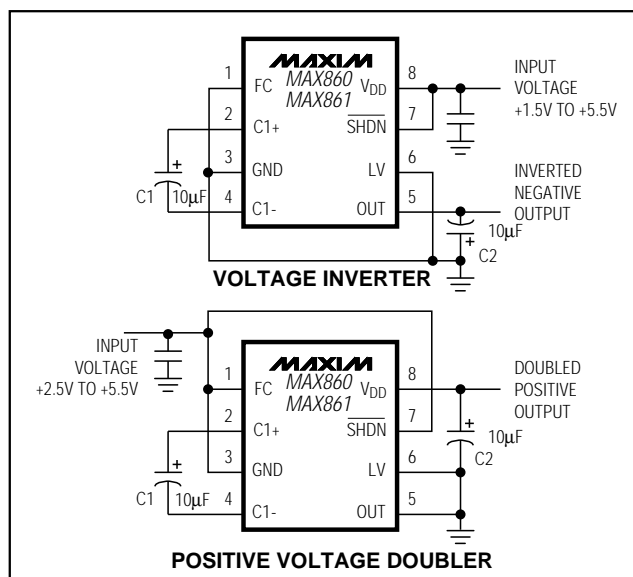 MAXIM
MAX860
MAX861
1 FC
2 C1+
3 GND
4 C1-
VDD 8
SHDN 7
LV 6
OUT 5
C1 10µF +
INPUT
VOLTAGE
+1.5V TO +5.5V
INVERTED
NEGATIVE
OUTPUT
10µF
+ C2
VOLTAGE INVERTER
INPUT
VOLTAGE
+2.5V TO +5.5V
MAXIM
MAX860
MAX861
1 FC
2 C1+
3 GND
4 C1-
VDD 8
SHDN 7
LV 6
OUT 5
C1 10µF +
DOUBLED
POSITIVE
OUTPUT
+ 10µF
C2
POSITIVE VOLTAGE DOUBLER